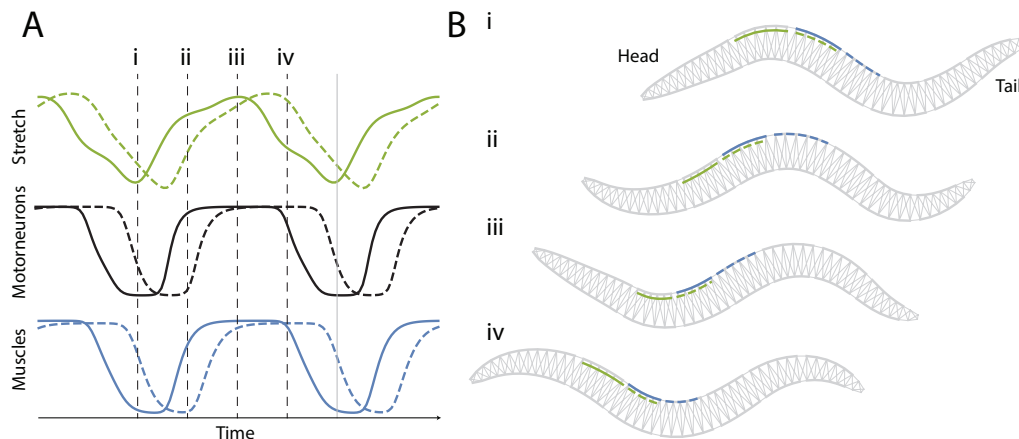 A
i ii iii iv
Stretch
Motorneurons
Muscles
Time
B
i
Head
Tail
ii
iii
iv